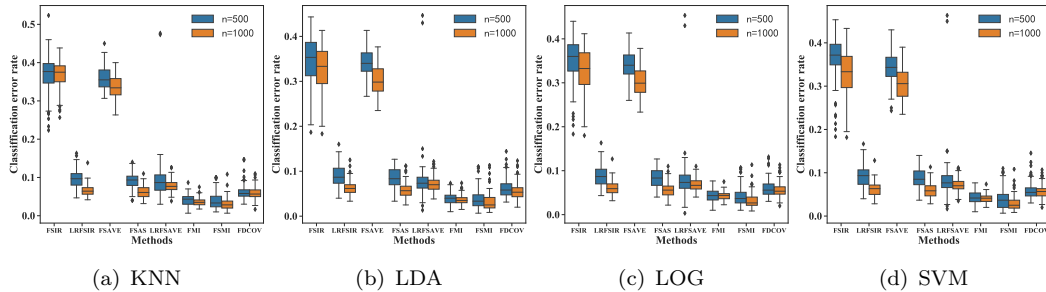 n=500
n=1000
Classiffication error rate
0.5
0.4
0.3
0.2
0.1
0.0
FSIR LRFSIR FSAVE FSAS LRFSAVE FMI FSMI FDCOV
Methods
(a) KNN
n=500
n=1000
Classiffication error rate
0.4
0.3
0.2
0.1
0.0
FSIR LRFSIR FSAVE FSAS LRFSAVE FMI FSMI FDCOV
Methods
(b) LDA
n=500
n=1000
Classiffication error rate
0.4
0.3
0.2
0.1
0.0
FSIR LRFSIR FSAVE FSAS LRFSAVE FMI FSMI FDCOV
Methods
(c) LOG
n=500
n=1000
Classiffication error rate
0.4
0.3
0.2
0.1
0.0
FSIR LRFSIR FSAVE FSAS LRFSAVE FMI FSMI FDCOV
Methods
(d) SVM